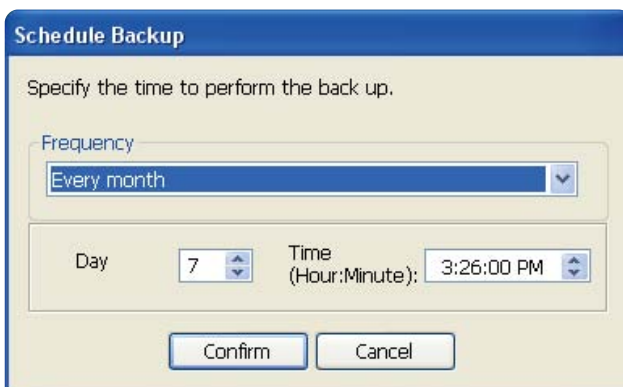 Schedule Backup
Specify the time to perform the back up.
Frequency
Every month
Day
7
Time
(Hour:Minute):
3:26:00 PM
Confirm
Cancel